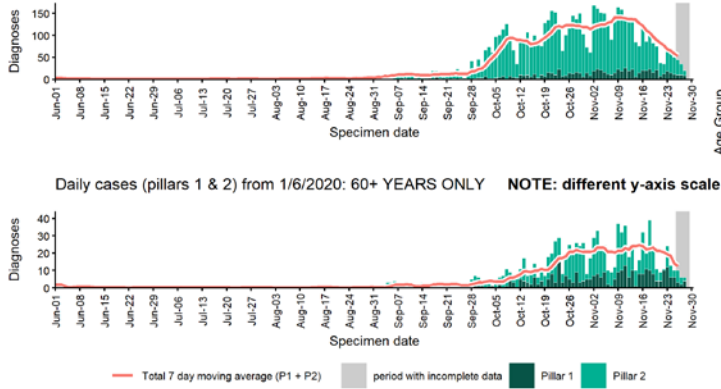 150
100
50
0
Diagnoses
Jun-01 Jun-08 Jun-15 Jun-22 Jun-29 Jul-06 Jul-13 Jul-20 Jul-27 Aug-03 Aug-10 Aug-17 Aug-24 Aug-31 Sep-07 Sep-14 Sep-21 Sep-28 Oct-05 Oct-12 Oct-19 Oct-26 Nov-02 Nov-09 Nov-16 Nov-23 Nov-30
Specimen date
Age Group
Daily cases (pillars 1 & 2) from 1/6/2020: 60+ YEARS ONLY NOTE: different y-axis scale
40
30
20
10
0
Diagnoses
Jun-01 Jun-08 Jun-15 Jun-22 Jun-29 Jul-06 Jul-13 Jul-20 Jul-27 Aug-03 Aug-10 Aug-17 Aug-24 Aug-31 Sep-07 Sep-14 Sep-21 Sep-28 Oct-05 Oct-12 Oct-19 Oct-26 Nov-02 Nov-09 Nov-16 Nov-23 Nov-30
Specimen date
Total 7 day moving average (P1 + P2) period with incomplete data Pillar 1 Pillar 2